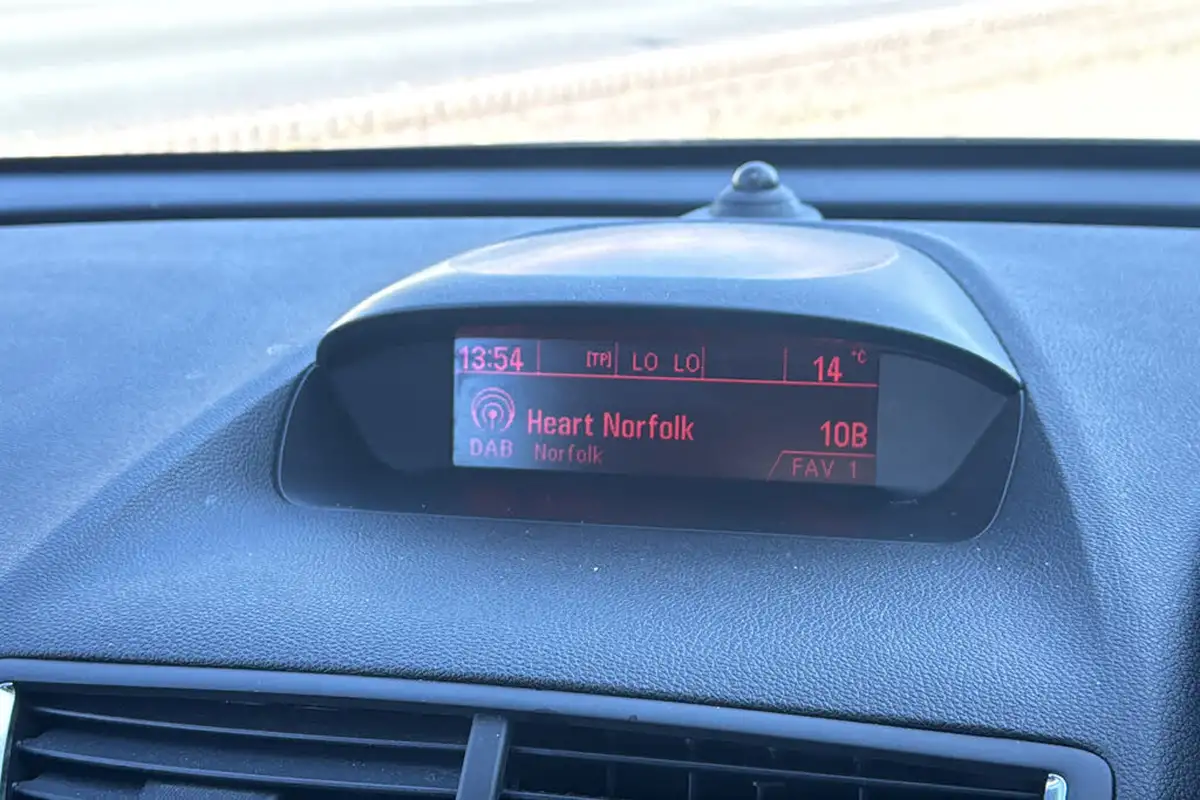 13:54 [TP] LO LO 14 °C
Heart Norfolk 10B
DAB Norfolk FAV 1